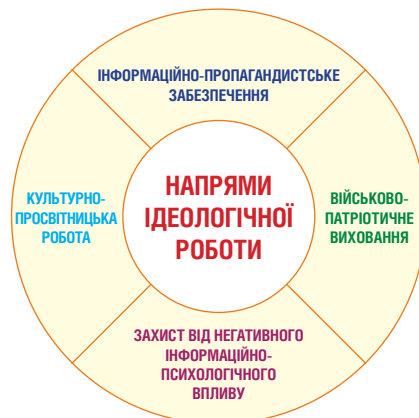 ІНФОРМАЦІЙНО-ПРОПАГАНДИСТСЬКЕ
ЗАБЕЗПЕЧЕННЯ
КУЛЬТУРНО-
ПРОСВІТНИЦЬКА
РОБОТА
НАПРЯМИ
ІДЕОЛОГІЧНОЇ
РОБОТИ
ВІЙСЬКОВО-
ПАТРІОТИЧНЕ
ВИХОВАННЯ
ЗАХИСТ ВІД НЕГАТИВНОГО
ІНФОРМАЦІЙНО-
ПСИХОЛОГІЧНОГО
ВПЛИВУ